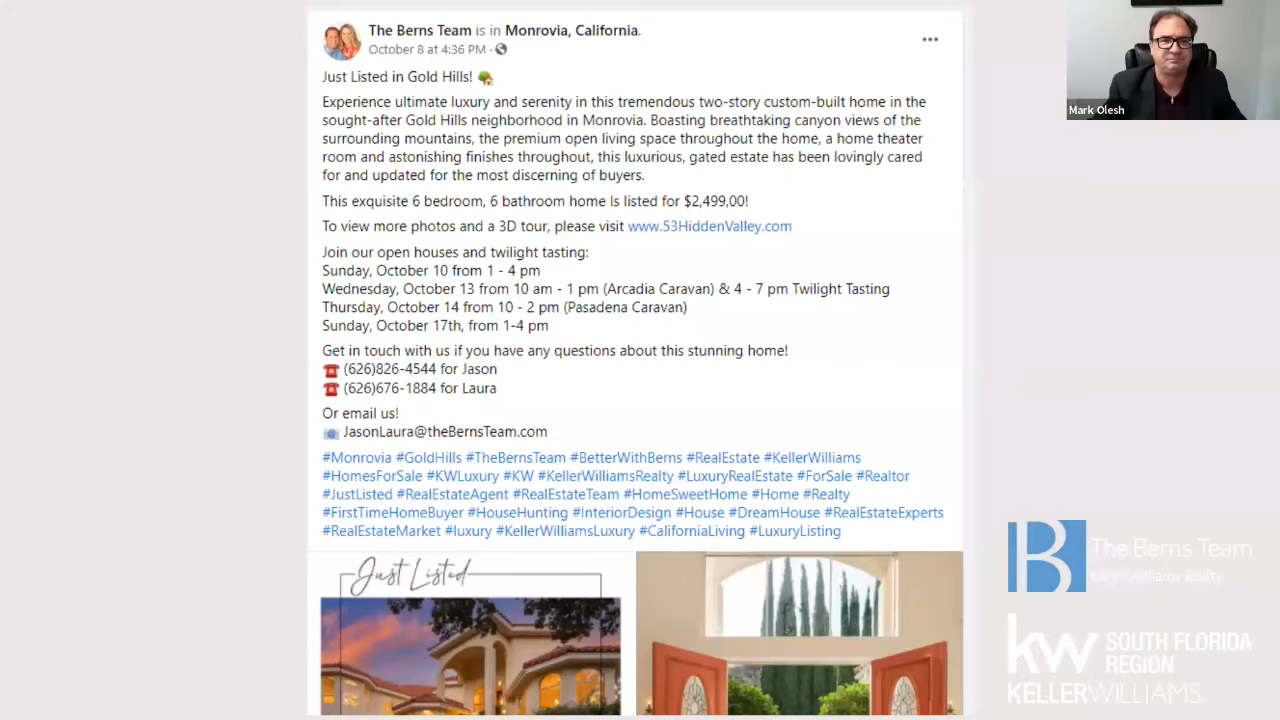 The Berns Team is in Monrovia, California.
October 8 at 4:36 PM ·
Just Listed in Gold Hills!
Experience ultimate luxury and serenity in this tremendous two-story custom-built home in the
sought-after Gold Hills neighborhood in Monrovia. Boasting breathtaking canyon views of the
surrounding mountains, the premium open living space throughout the home, a home theater
room and astonishing finishes throughout, this luxurious, gated estate has been lovingly cared
for and updated for the most discerning of buyers.
This exquisite 6 bedroom, 6 bathroom home Is listed for $2,499,00!
To view more photos and a 3D tour, please visit www.53HiddenValley.com
Join our open houses and twilight tasting:
Sunday, October 10 from 1 - 4 pm
Wednesday, October 13 from 10 am - 1 pm (Arcadia Caravan) & 4 - 7 pm Twilight Tasting
Thursday, October 14 from 10 - 2 pm (Pasadena Caravan)
Sunday, October 17th, from 1-4 pm
Get in touch with us if you have any questions about this stunning home!
(626)826-4544 for Jason
(626)676-1884 for Laura
Or email us!
JasonLaura@theBernsTeam.com
#Monrovia #GoldHills #TheBernsTeam #BetterWithBerns #RealEstate #KellerWilliams
#HomesForSale #KWLuxury #KW #KellerWilliamsRealty #LuxuryRealEstate #ForSale #Realtor
#JustListed #RealEstateAgent #RealEstateTeam #HomeSweetHome #Home #Realty
#FirstTimeHomeBuyer #HouseHunting #InteriorDesign #House #DreamHouse #RealEstateExperts
#RealEstateMarket #luxury #KellerWilliamsLuxury #CaliforniaLiving #LuxuryListing
Just Listed
Mark Olesh
B The Berns Team
Keller Williams Realty
kw SOUTH FLORIDA
REGION
KELLERWILLIAMS.